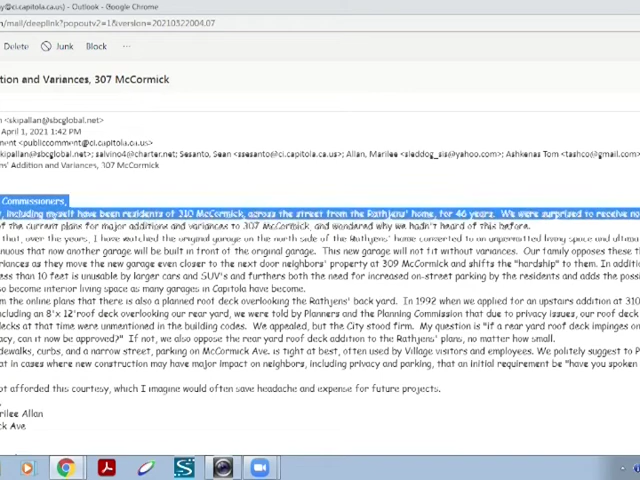 y@ci.capitola.ca.us) - Outlook - Google Chrome
om/mail/deeplink?popoutv2=1&version=20210322004.07
Delete Junk Block ...
tion and Variances, 307 McCormick
n <skipallan@sbcglobal.net>
April 1, 2021 1:42 PM
ment <publiccomment@ci.capitola.ca.us>
skipallan@sbcglobal.net>; salvino4@charter.net; Sesanto, Sean <ssesanto@ci.capitola.ca.us>; Allan, Marilee <sleddog_sis@yahoo.com>; Ashkenas Tom <tashco@gmail.com>
ns' Addition and Variances, 307 McCormick
Commissioners,
, including myself have been residents of 310 McCormick, across the street from the Rathjens' home, for 46 years. We were surprised to receive no
of the current plans for major additions and variances to 307 McCormick, and wondered why we hadn't heard of this before.
that, over the years, I have watched the original garage on the north side of the Rathjens' home converted to an unpermitted living space and ultima
nuous that now another garage will be built in front of the original garage. This new garage will not fit without variances. Our family opposes these
ariances as they move the new garage even closer to the next door neighbors' property at 309 McCormick and shifts the "hardship" to them. In additio
ess than 10 feet is unusable by larger cars and SUV's and furthers both the need for increased on-street parking by the residents and adds the possi
so become interior living space as many garages in Capitola have become.
m the online plans that there is also a planned roof deck overlooking the Rathjens' back yard. In 1992 when we applied for an upstairs addition at 310
including an 8'x 12'roof deck overlooking our rear yard, we were told by Planners and the Planning Commission that due to privacy issues, our roof dec
decks at that time were unmentioned in the building codes. We appealed, but the City stood firm. My question is "if a rear yard roof deck impinges on
acy, can it now be approved?" If not, we also oppose the rear yard roof deck addition to the Rathjens' plans, no matter how small.
dewalks, curbs, and a narrow street, parking on McCormick Ave. is tight at best, often used by Village visitors and employees. We politely suggest to P
at in cases where new construction may have major impact on neighbors, including privacy and parking, that an initial requirement be "have you spoken
ot afforded this courtesy, which I imagine would often save headache and expense for future projects.
rilee Allan
ck Ave